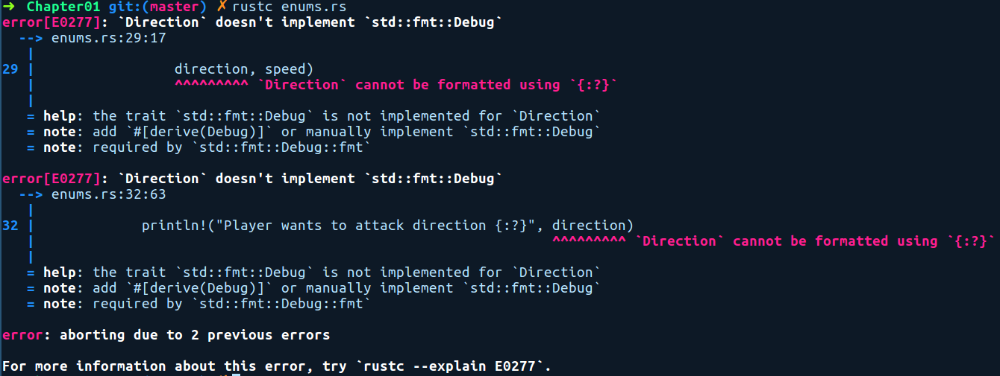 ➜ Chapter01 git:(master) ✗ rustc enums.rs
error[E0277]: `Direction` doesn't implement `std::fmt::Debug`
  --> enums.rs:29:17
   |
29 |                 direction, speed)
   |                 ^^^^^^^^^ `Direction` cannot be formatted using `{:?}`
   |
   = help: the trait `std::fmt::Debug` is not implemented for `Direction`
   = note: add `#[derive(Debug)]` or manually implement `std::fmt::Debug`
   = note: required by `std::fmt::Debug::fmt`

error[E0277]: `Direction` doesn't implement `std::fmt::Debug`
  --> enums.rs:32:63
   |
32 |             println!("Player wants to attack direction {:?}", direction)
   |                                                               ^^^^^^^^^ `Direction` cannot be formatted using `{:?}`
   |
   = help: the trait `std::fmt::Debug` is not implemented for `Direction`
   = note: add `#[derive(Debug)]` or manually implement `std::fmt::Debug`
   = note: required by `std::fmt::Debug::fmt`

error: aborting due to 2 previous errors

For more information about this error, try `rustc --explain E0277`.